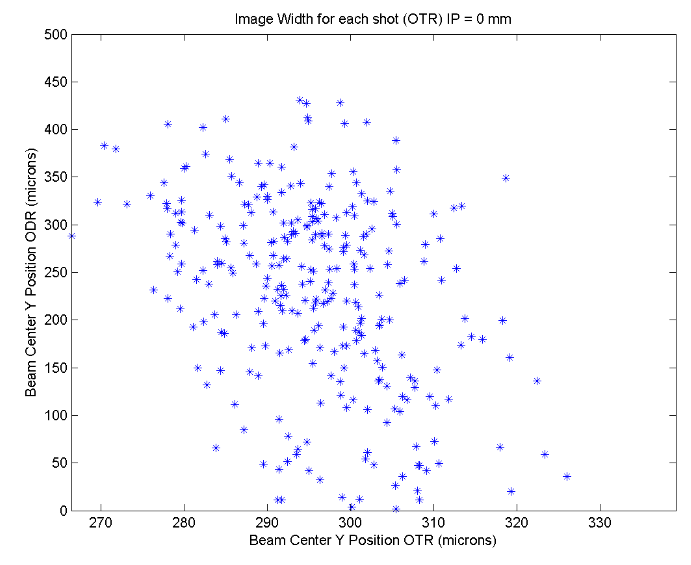 Image Width for each shot (OTR) IP = 0 mm
500
450
400
350
300
250
200
150
100
50
0
Beam Center Y Position ODR (microns)
270 280 290 300 310 320 330
Beam Center Y Position OTR (microns)